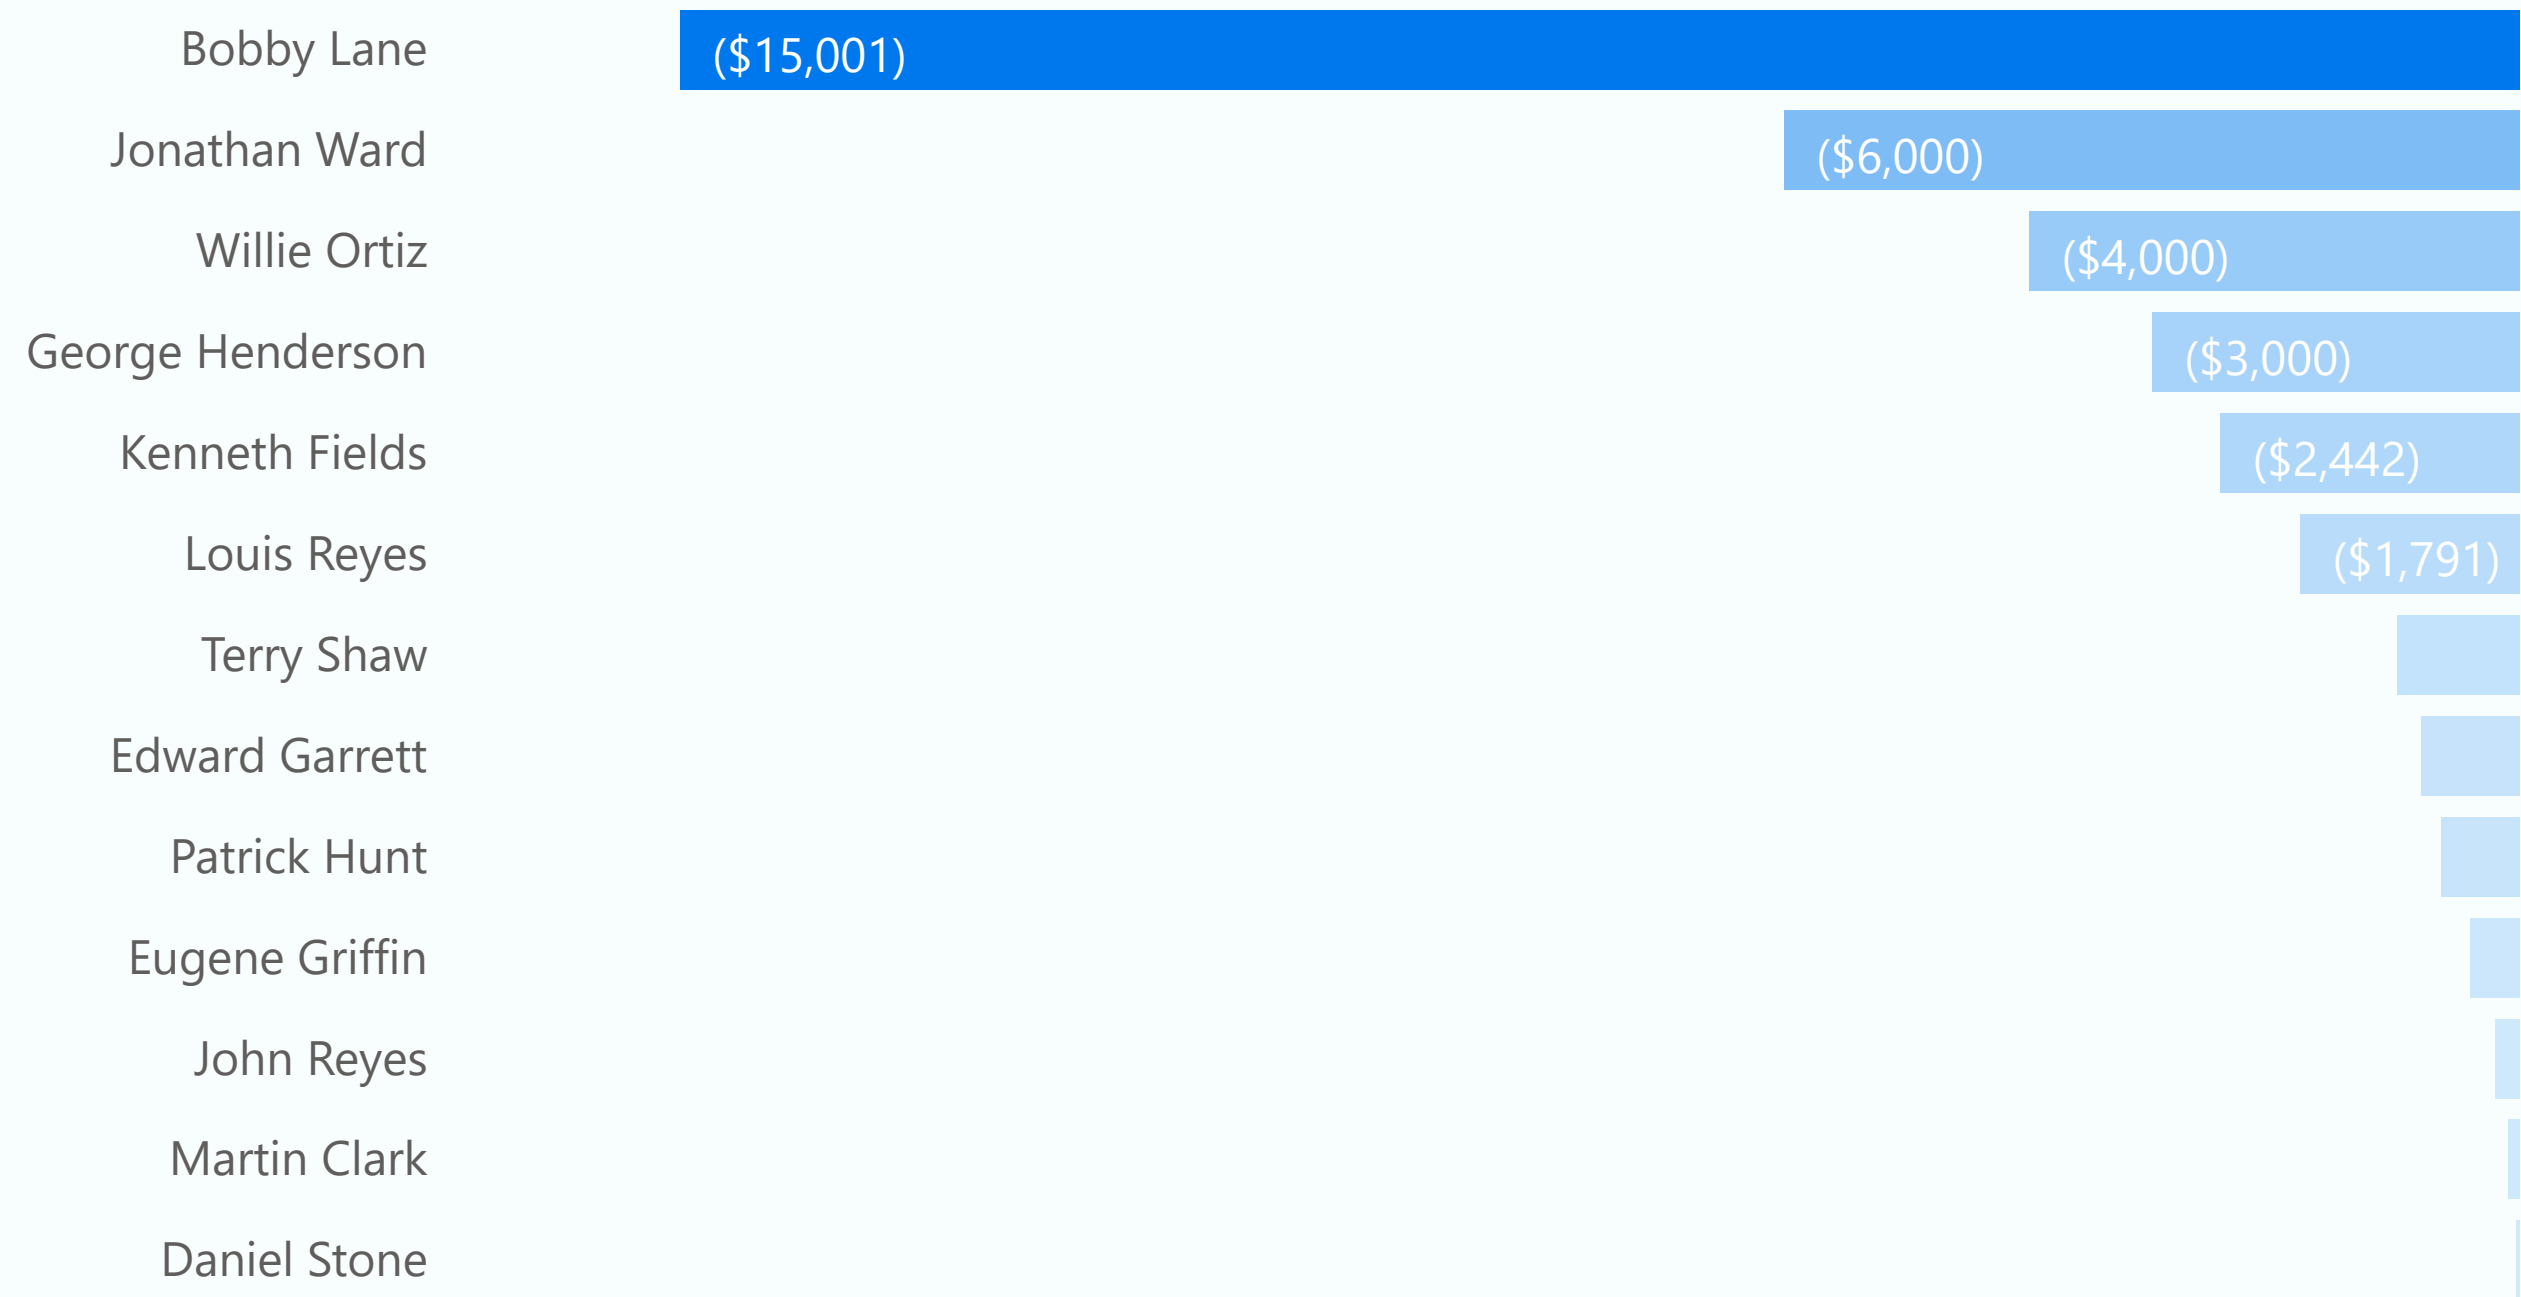 Bobby Lane ($15,001)
Jonathan Ward ($6,000)
Willie Ortiz ($4,000)
George Henderson ($3,000)
Kenneth Fields ($2,442)
Louis Reyes ($1,791)
Terry Shaw
Edward Garrett
Patrick Hunt
Eugene Griffin
John Reyes
Martin Clark
Daniel Stone